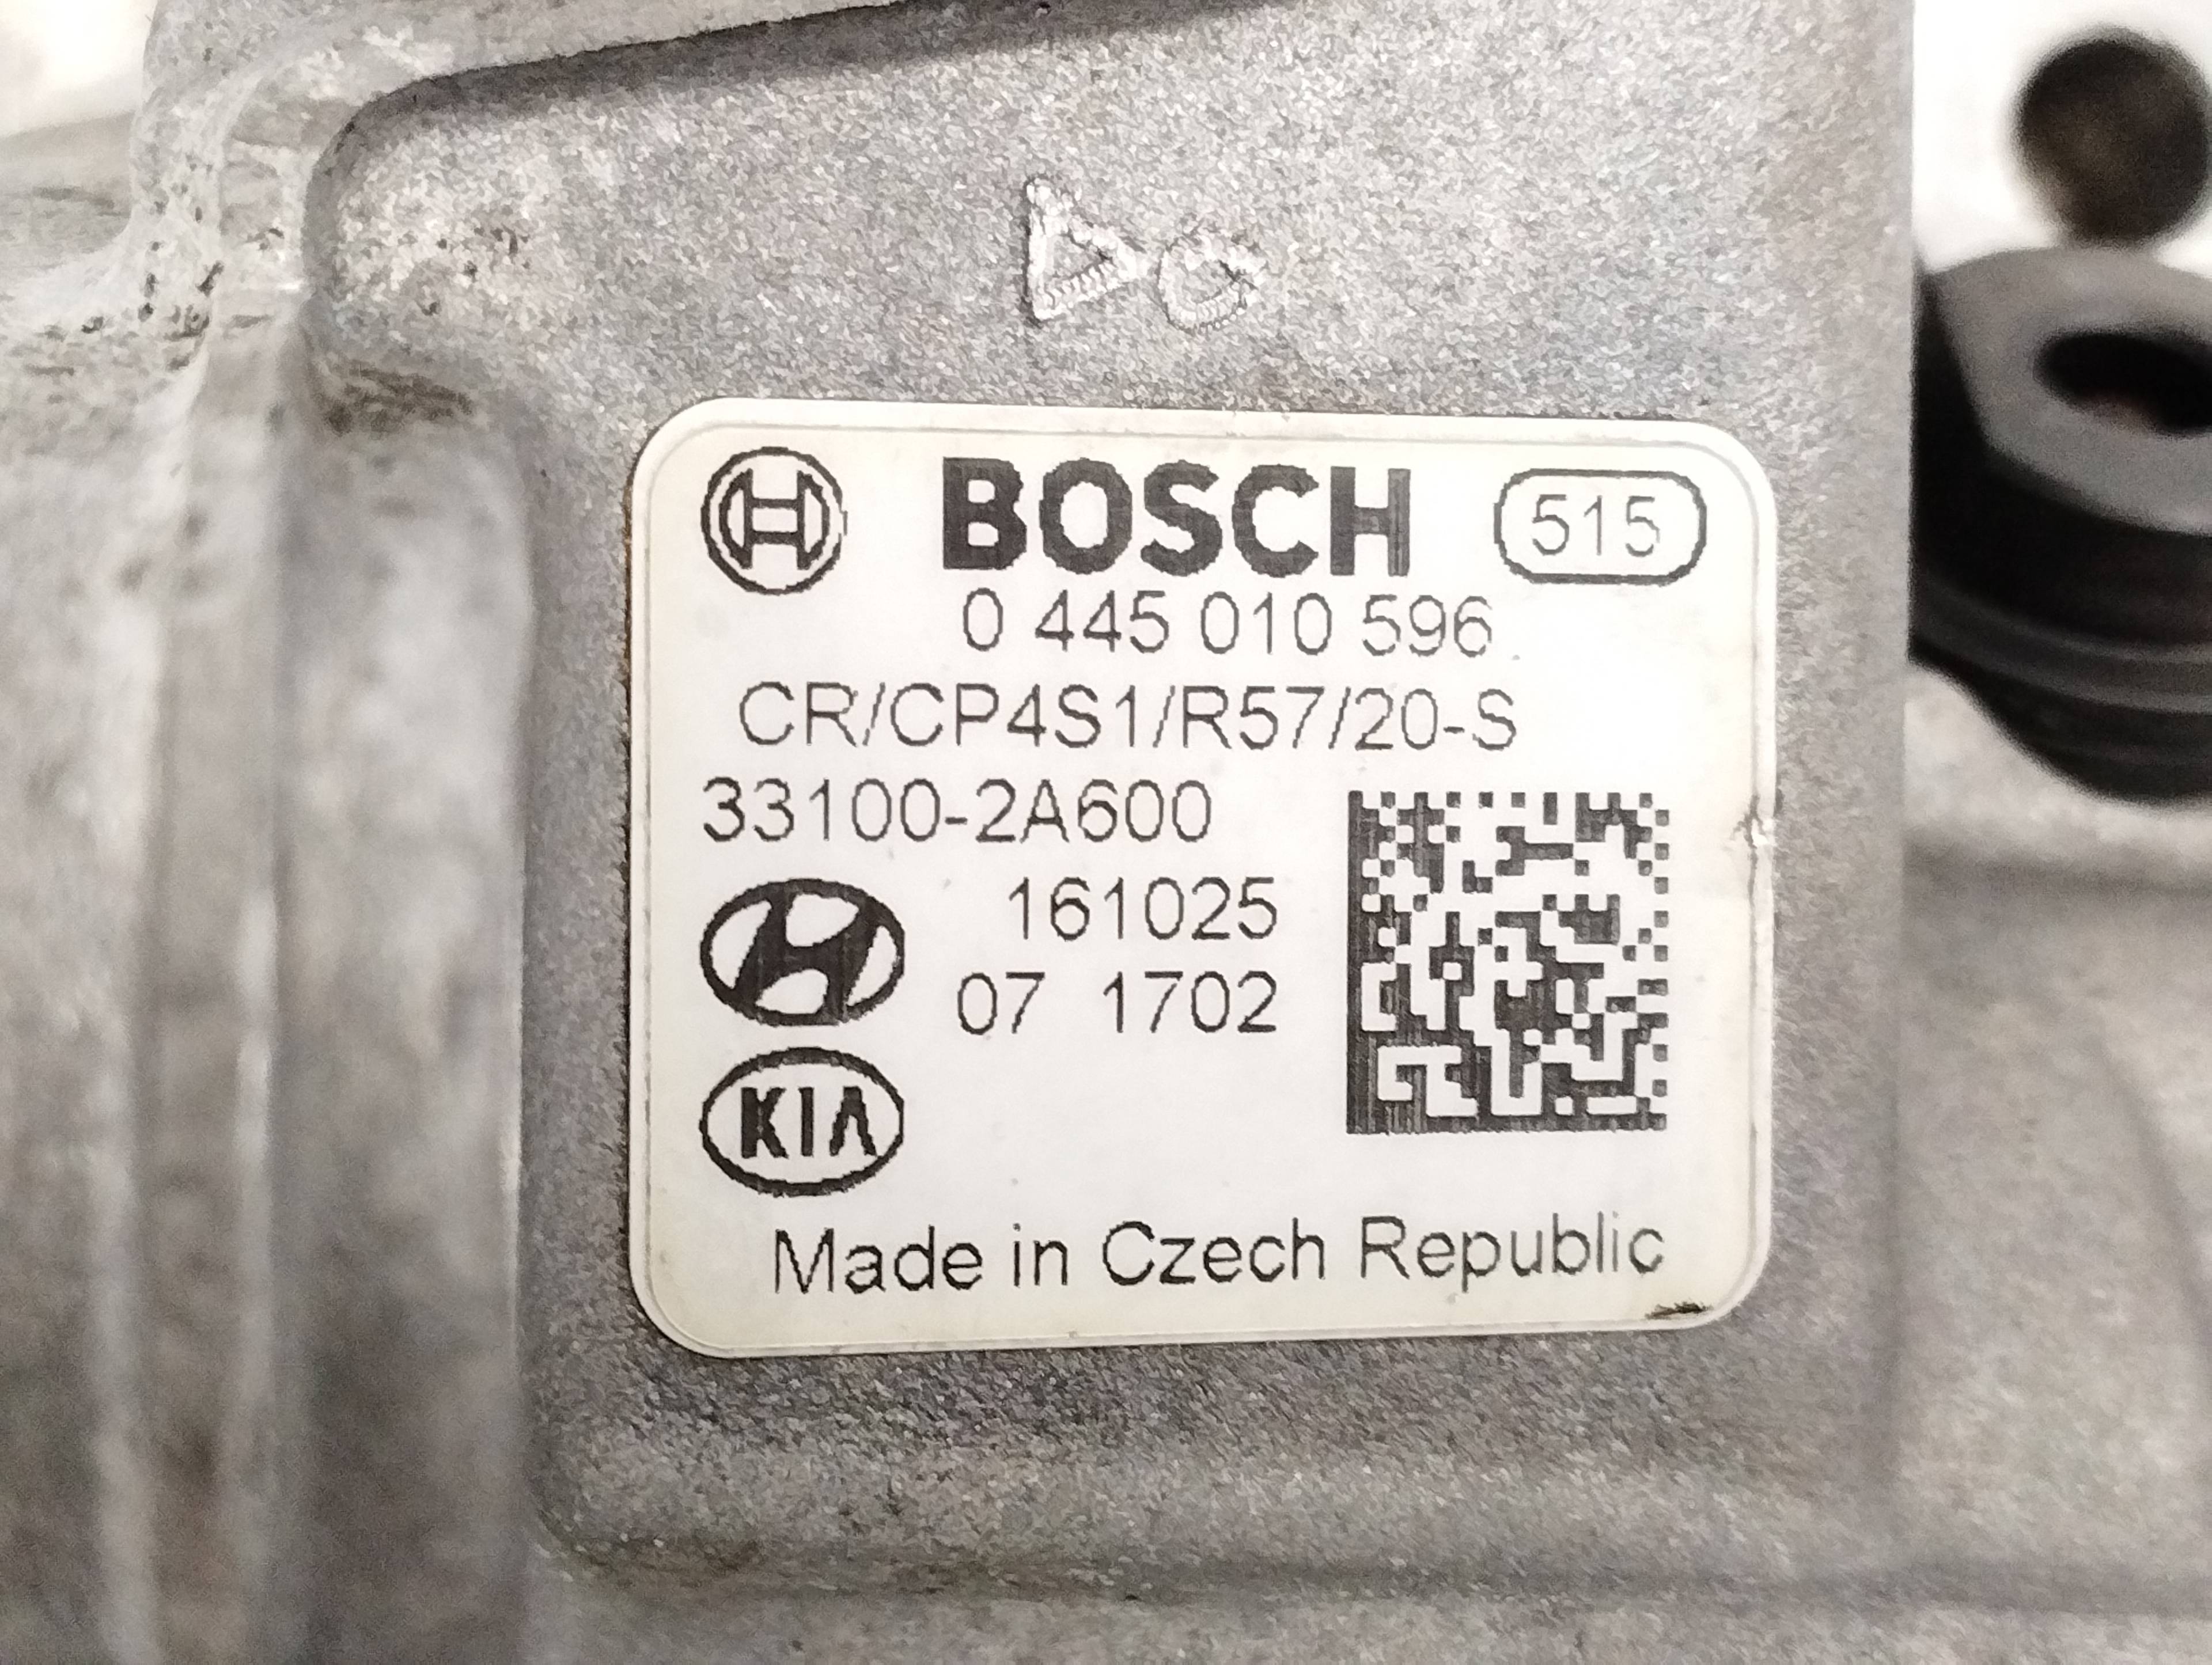 BOSCH 515
0 445 010 596
CR/CP4S1/R57/20-S
33100-2A600
161025
07 1702
KIA
Made in Czech Republic